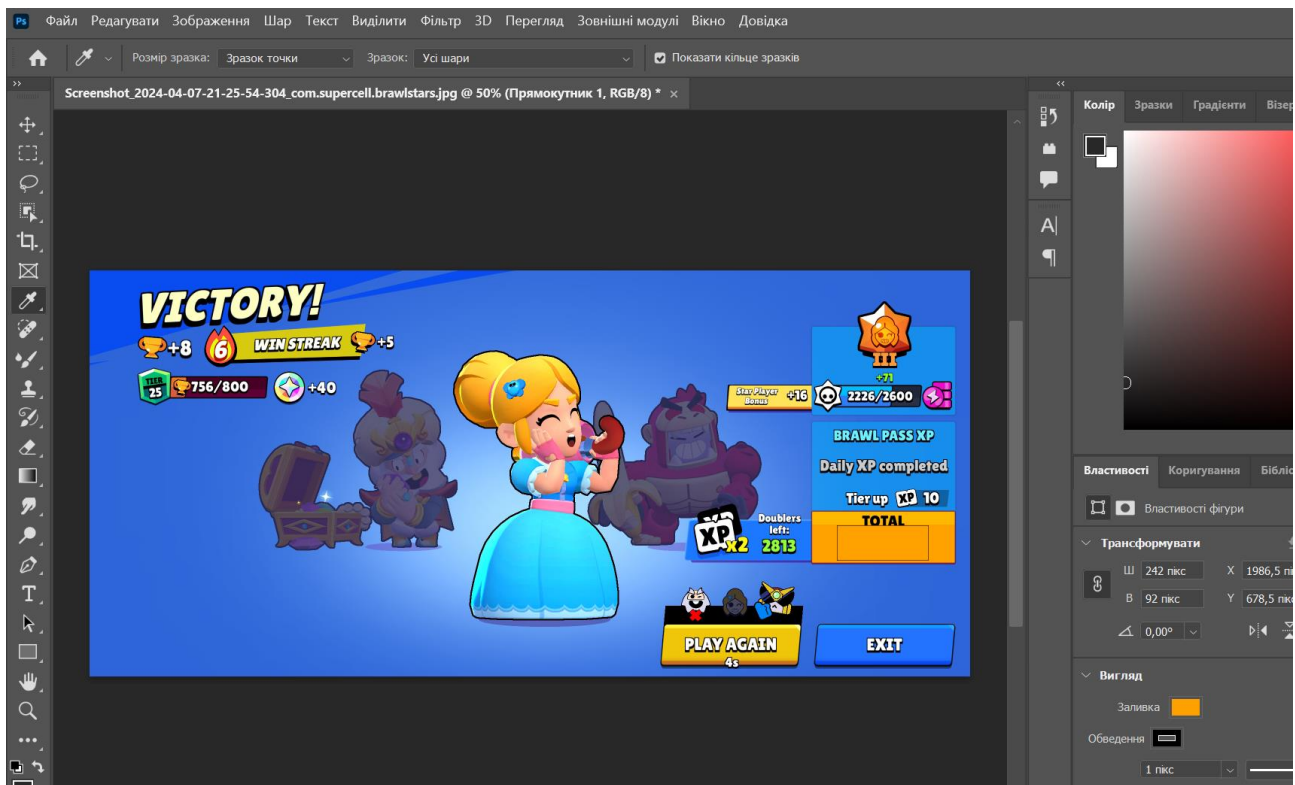 Ps Файл Редагувати Зображення Шар Текст Виділити Фільтр 3D Перегляд Зовнішні модулі Вікно Довідка
Розмір зразка: Зразок точки Зразок: Усі шари Показати кільце зразків
Screenshot_2024-04-07-21-25-54-304_com.supercell.brawlstars.jpg @ 50% (Прямокутник 1, RGB/8) * ×
Колір Зразки Градієнти Візер
VICTORY!
+8 6 WIN STREAK +5
TIER 25 756/800 +40
III
+71
Star Player Bonus +16 2226/2600
BRAWL PASS XP
Daily XP completed
Tier up XP 10
TOTAL
XP x2 Doublers left: 2813
PLAY AGAIN
4s
EXIT
Властивості Коригування Бібліо
Властивості фігури
Трансформувати
Ш 242 пікс X 1986,5 пі
В 92 пікс Y 678,5 пікс
0,00°
Вигляд
Заливка
Обведення
1 пікс